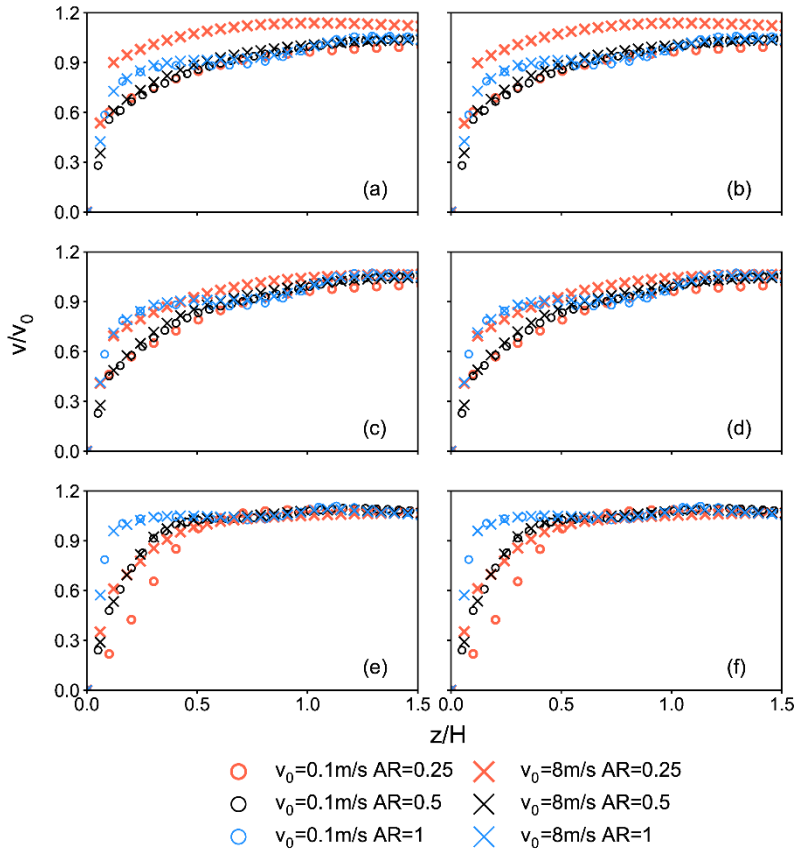 1.2
0.9
0.6
0.3
0.0
(a)
(b)
1.2
0.9
0.6
0.3
0.0
(c)
(d)
v/v₀
1.2
0.9
0.6
0.3
0.0
(e)
(f)
0.0 0.5 1.0 1.5 0.0 0.5 1.0 1.5
z/H
v₀=0.1m/s AR=0.25 v₀=8m/s AR=0.25
v₀=0.1m/s AR=0.5 v₀=8m/s AR=0.5
v₀=0.1m/s AR=1 v₀=8m/s AR=1